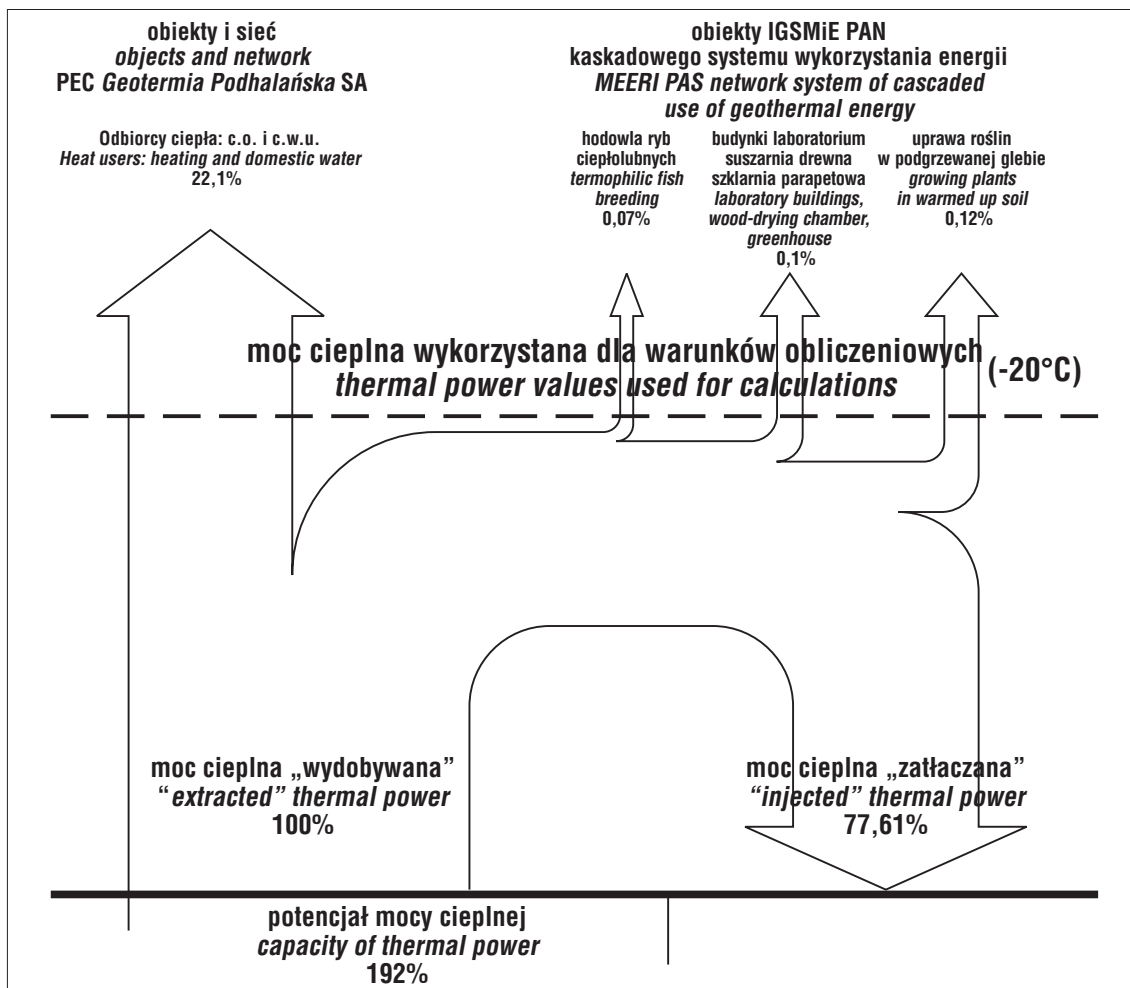 obiekty i sieć
objects and network
PEC Geotermia Podhalańska SA
Odbiorcy ciepła: c.o. i c.w.u.
Heat users: heating and domestic water
22,1%
obiekty IGSMiE PAN
kaskadowego systemu wykorzystania energii
MEERI PAS network system of cascaded
use of geothermal energy
hodowla ryb
ciepłolubnych
termophilic fish
breeding
0,07%
budynki laboratorium
suszarnia drewna
szklarnia parapetowa
laboratory buildings,
wood-drying chamber,
greenhouse
0,1%
uprawa roślin
w podgrzewanej glebie
growing plants
in warmed up soil
0,12%
moc cieplna wykorzystana dla warunków obliczeniowych
thermal power values used for calculations
(-20°C)
moc cieplna „wydobywana”
“extracted” thermal power
100%
moc cieplna „zatłaczana”
“injected” thermal power
77,61%
potencjał mocy cieplnej
capacity of thermal power
192%